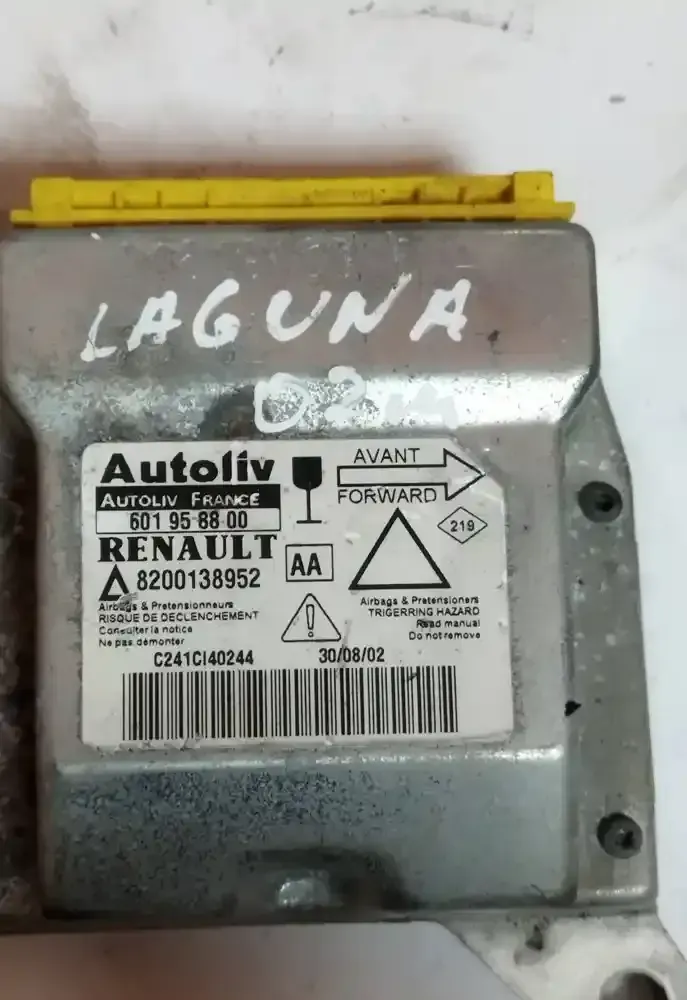 LAGUNA
02
Autoliv
AUTOLIV FRANCE
601 95 88 00
RENAULT
8200138952
AA
AVANT
FORWARD
219
Airbags & Pretensionneurs
RISQUE DE DECLENCHEMENT
Consulter la notice
Ne pas démonter
Airbags & Pretensioners
TRIGERRING HAZARD
Read manual
Do not remove
C241CI40244 30/08/02